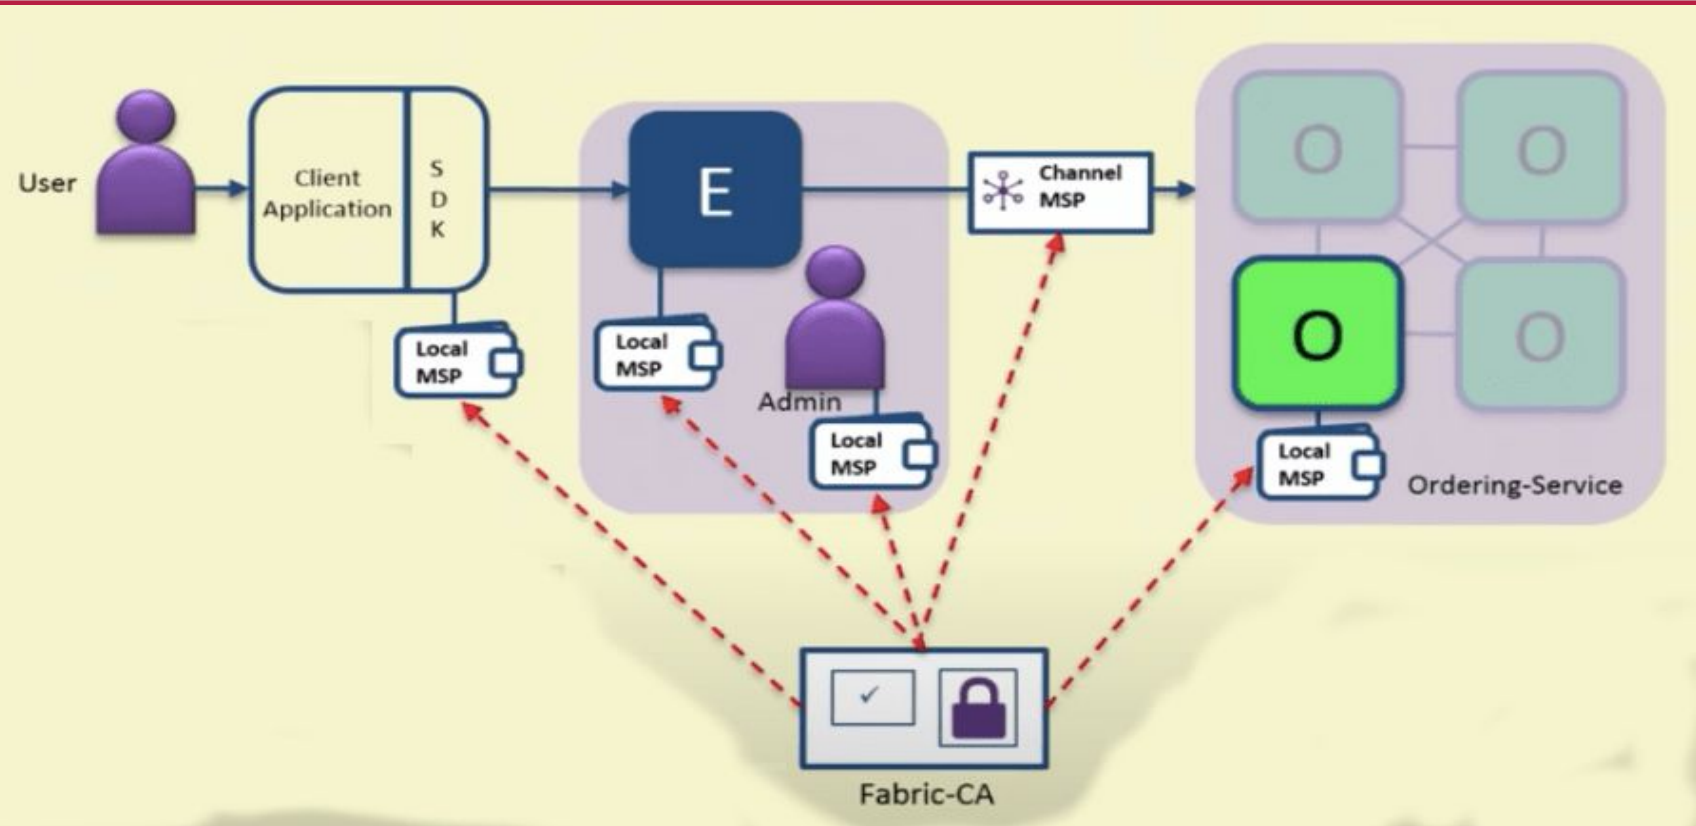 User
Client
Application
S
D
K
Local
MSP
E
Local
MSP
Admin
Local
MSP
Channel
MSP
O
O
O
O
Local
MSP
Ordering-Service
Fabric-CA